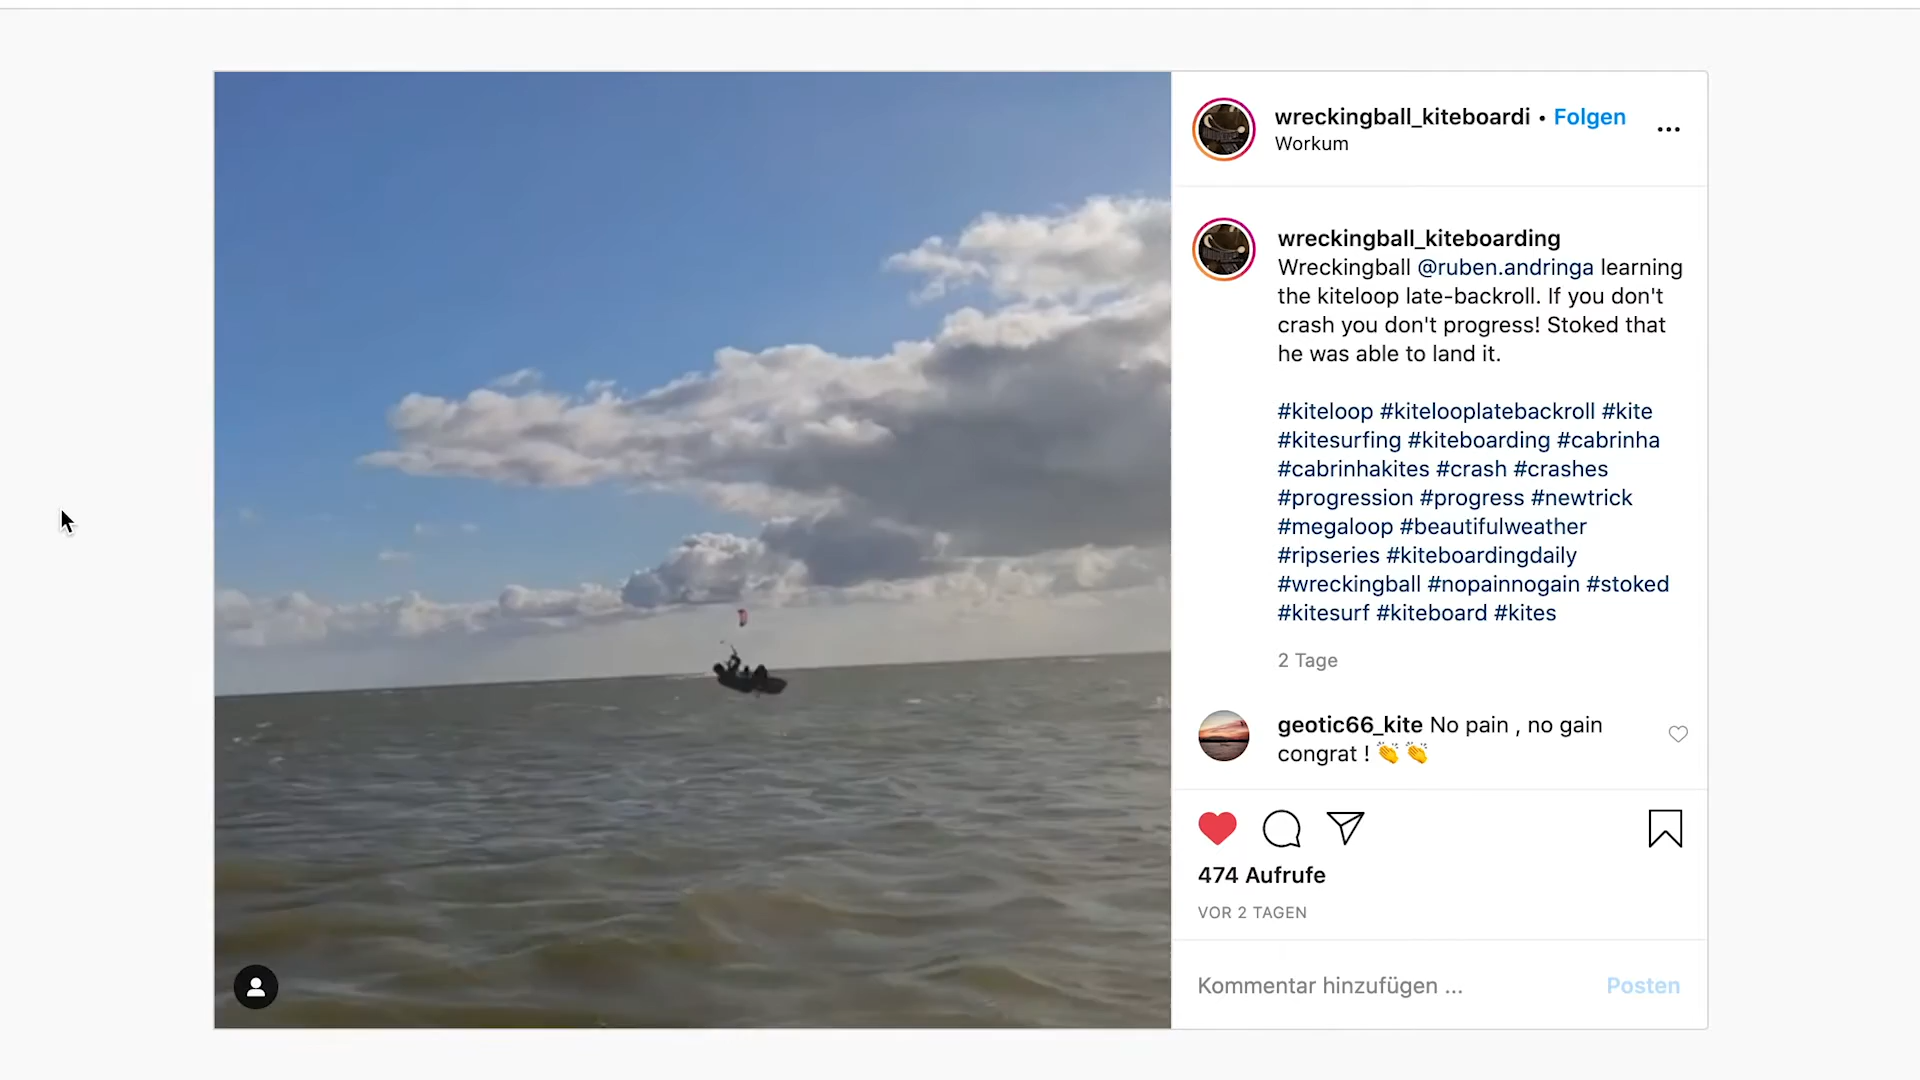 wreckingball_kiteboardi • Folgen
Workum
wreckingball_kiteboarding
Wreckingball @ruben.andringa learning
the kiteloop late-backroll. If you don't
crash you don't progress! Stoked that
he was able to land it.
#kiteloop #kitelooplatebackroll #kite
#kitesurfing #kiteboarding #cabrinha
#cabrinhakites #crash #crashes
#progression #progress #newtrick
#megaloop #beautifulweather
#ripseries #kiteboardingdaily
#wreckingball #nopainnogain #stoked
#kitesurf #kiteboard #kites
2 Tage
geotic66_kite No pain , no gain
congrat ! 👏 👏
474 Aufrufe
VOR 2 TAGEN
Kommentar hinzufügen ... Posten